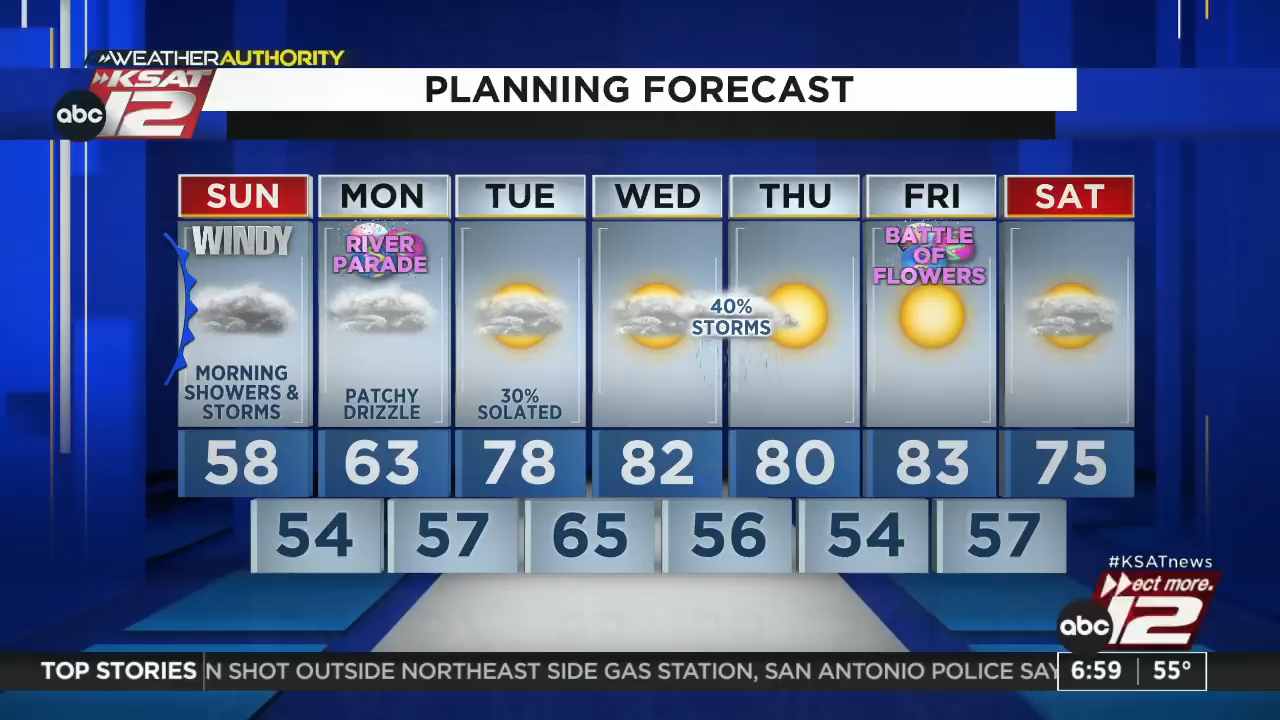 WEATHERAUTHORITY
KSAT
abc 12
PLANNING FORECAST
SUN MON TUE WED THU FRI SAT
WINDY
RIVER
PARADE
BATTLE
OF
FLOWERS
40%
STORMS
MORNING
SHOWERS &
STORMS
PATCHY
DRIZZLE
30%
SOLATED
58 63 78 82 80 83 75
54 57 65 56 54 57
#KSATnews
ect more.
abc 12
TOP STORIES N SHOT OUTSIDE NORTHEAST SIDE GAS STATION, SAN ANTONIO POLICE SAY 6:59 55°